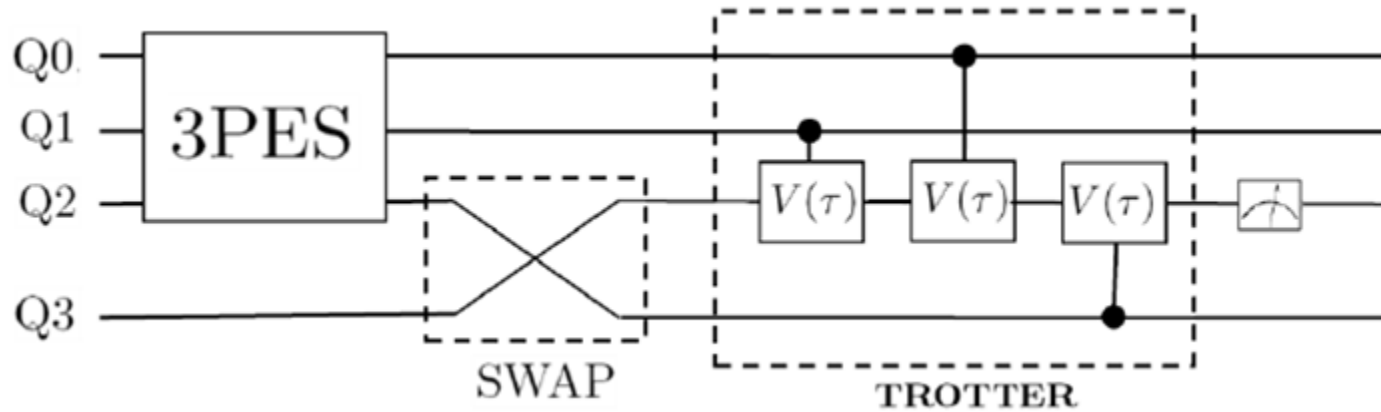 Q0
Q1
Q2
Q3
3PES
SWAP
V(τ)
V(τ)
V(τ)
TROTTER